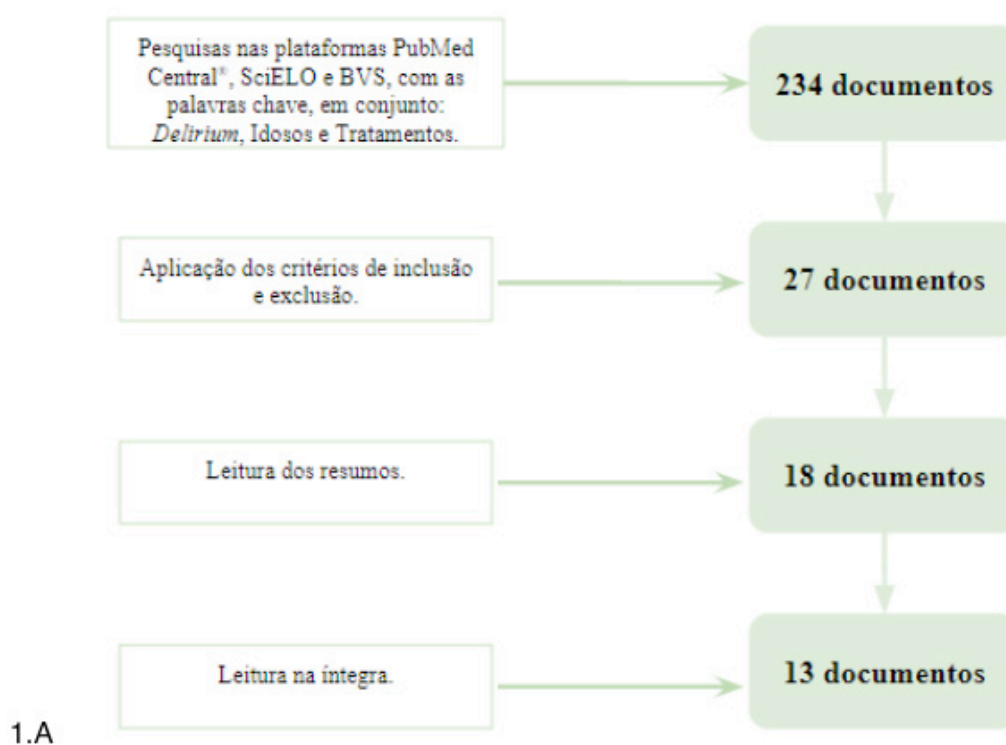 Pesquisas nas plataformas PubMed
Central®, SciELO e BVS, com as
palavras chave, em conjunto:
Delirium, Idosos e Tratamentos.
234 documentos
Aplicação dos critérios de inclusão
e exclusão.
27 documentos
Leitura dos resumos.
18 documentos
Leitura na íntegra.
13 documentos
1.A